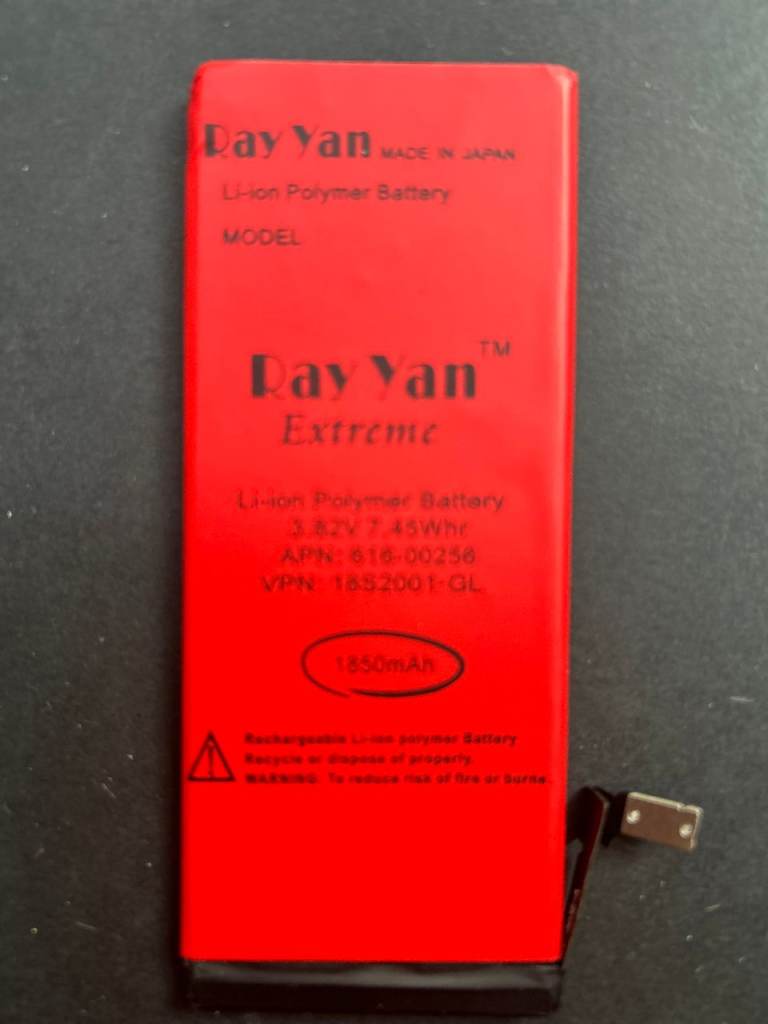 Ray Yan MADE IN JAPAN
Li-ion Polymer Battery
MODEL
Ray Yan™
Extreme
Li-ion Polymer Battery
3.82V 7.45Whr
APN: 616-00256
VPN: 18S2001-GL
1850mAh
Rechargeable Li-ion polymer Battery
Recycle or dispose of properly.
WARNING: To reduce risk of fire or burns.